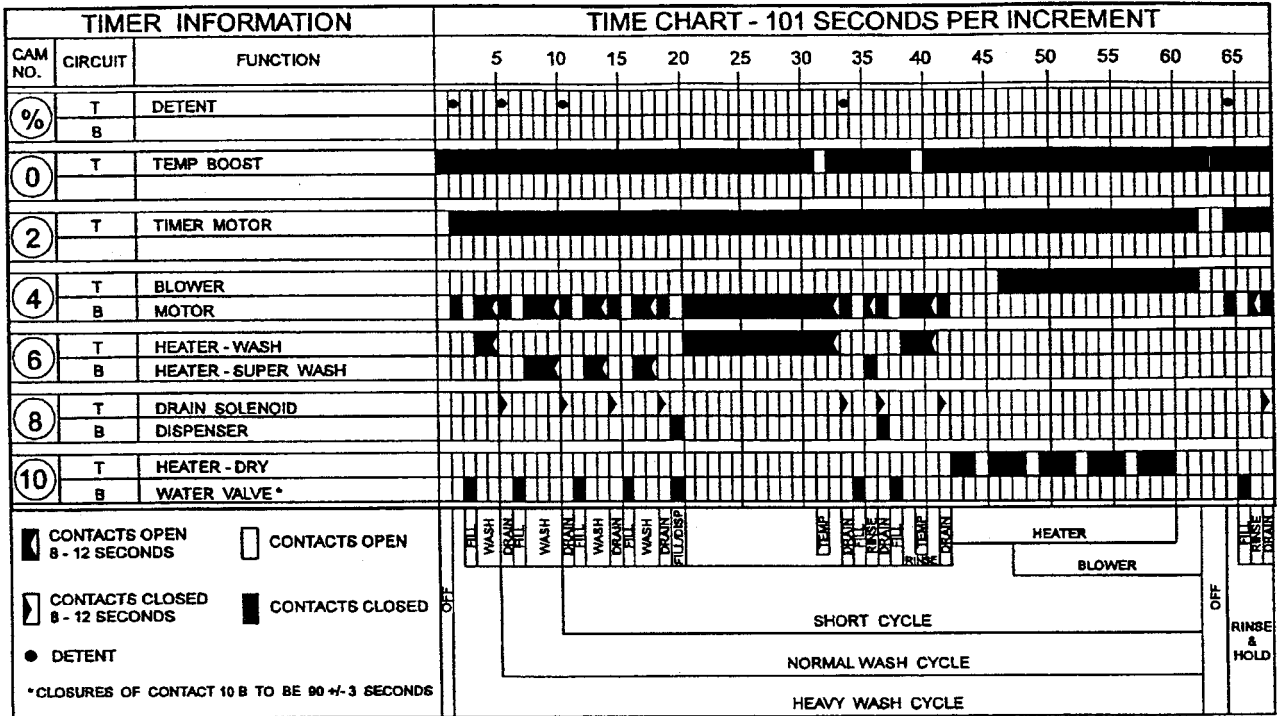 TIMER INFORMATION
TIME CHART - 101 SECONDS PER INCREMENT
CAM NO.
CIRCUIT
FUNCTION
5 10 15 20 25 30 35 40 45 50 55 60 65
% T DETENT
B
0 T TEMP BOOST
2 T TIMER MOTOR
4 T BLOWER
B MOTOR
6 T HEATER - WASH
B HEATER - SUPER WASH
8 T DRAIN SOLENOID
B DISPENSER
10 T HEATER - DRY
B WATER VALVE *
OFF
FILL
WASH
DRAIN
FILL
WASH
DRAIN
FILL
WASH
DRAIN
FILL
WASH
DRAIN
FILL/DISP
TEMP
DRAIN
FILL
RINSE
DRAIN
FILL
TEMP
RINSE
DRAIN
HEATER
BLOWER
OFF
FILL
RINSE
DRAIN
RINSE
&
HOLD
SHORT CYCLE
NORMAL WASH CYCLE
HEAVY WASH CYCLE
CONTACTS OPEN
8 - 12 SECONDS
CONTACTS OPEN
CONTACTS CLOSED
8 - 12 SECONDS
CONTACTS CLOSED
DETENT
*CLOSURES OF CONTACT 10 B TO BE 90 +/- 3 SECONDS